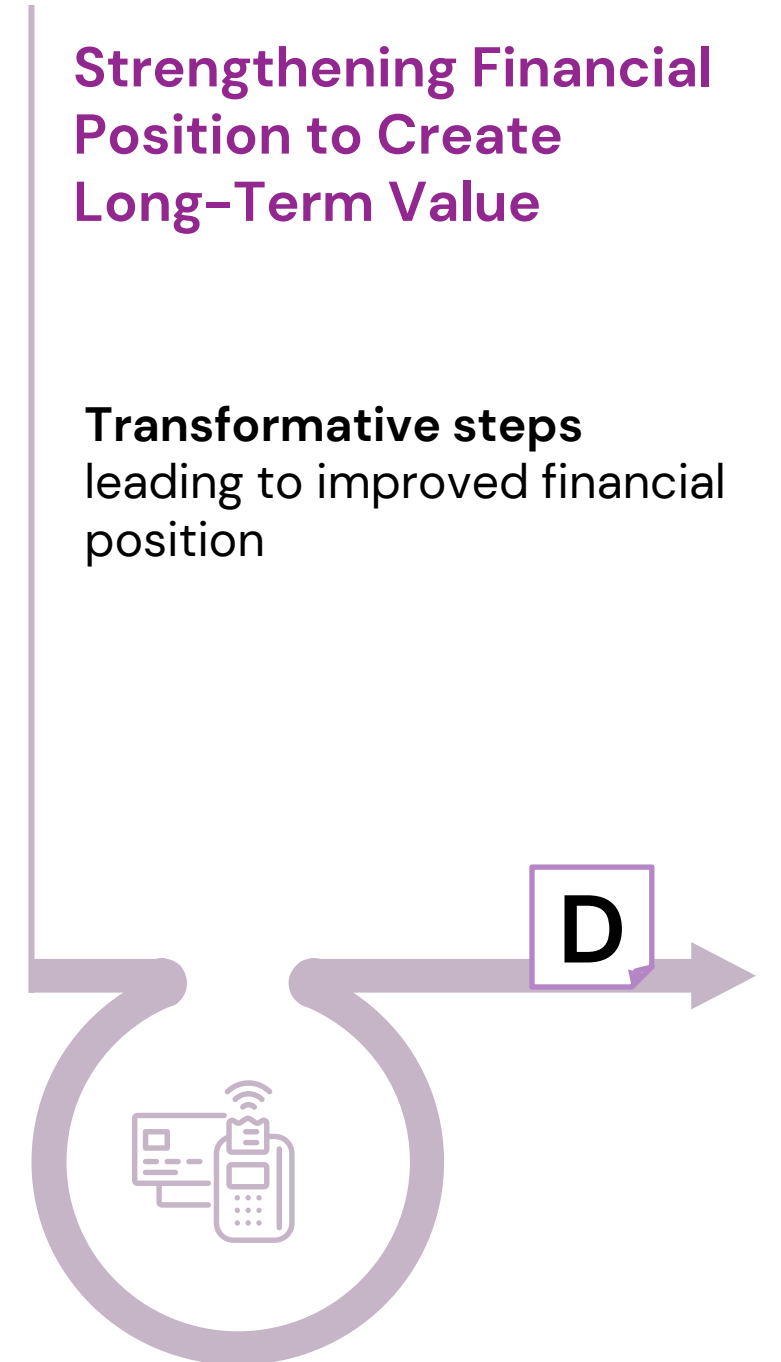 Strengthening Financial
Position to Create
Long-Term Value
Transformative steps
leading to improved financial
position
D